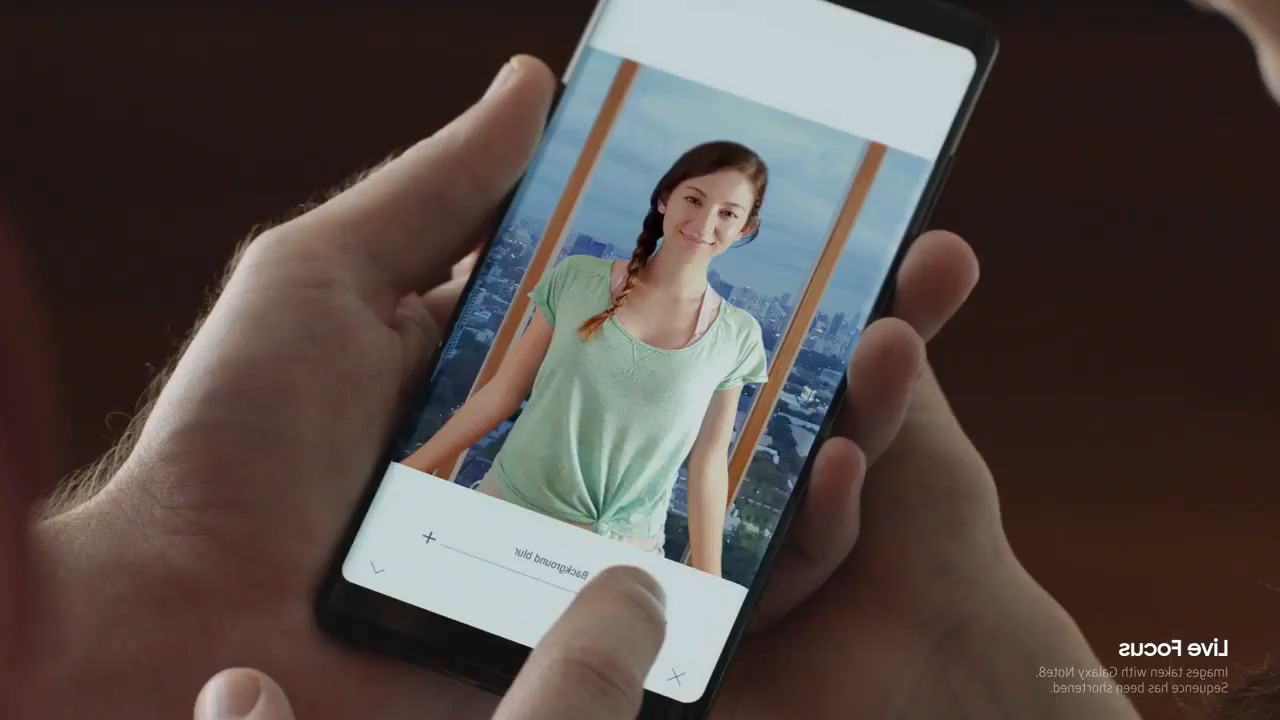 Background blur
Live Focus
Images taken with Galaxy Note8.
Sequence has been shortened.